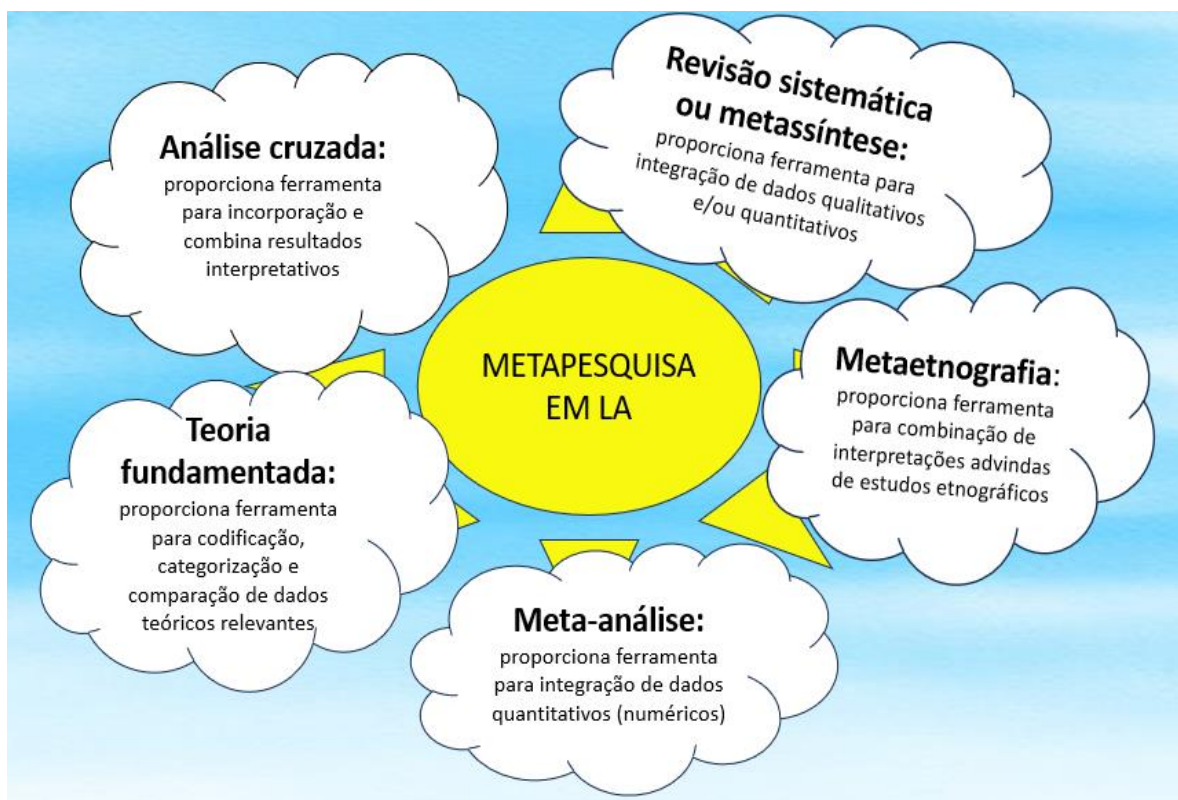 Análise cruzada:
proporciona ferramenta
para incorporação e
combina resultados
interpretativos
Revisão sistemática
ou metassíntese:
proporciona ferramenta para
integração de dados qualitativos
e/ou quantitativos
METAPESQUISA
EM LA
Metaetnografia:
proporciona ferramenta
para combinação de
interpretações advindas
de estudos etnográficos
Teoria
fundamentada:
proporciona ferramenta
para codificação,
categorização e
comparação de dados
teóricos relevantes
Meta-análise:
proporciona ferramenta
para integração de dados
quantitativos (numéricos)